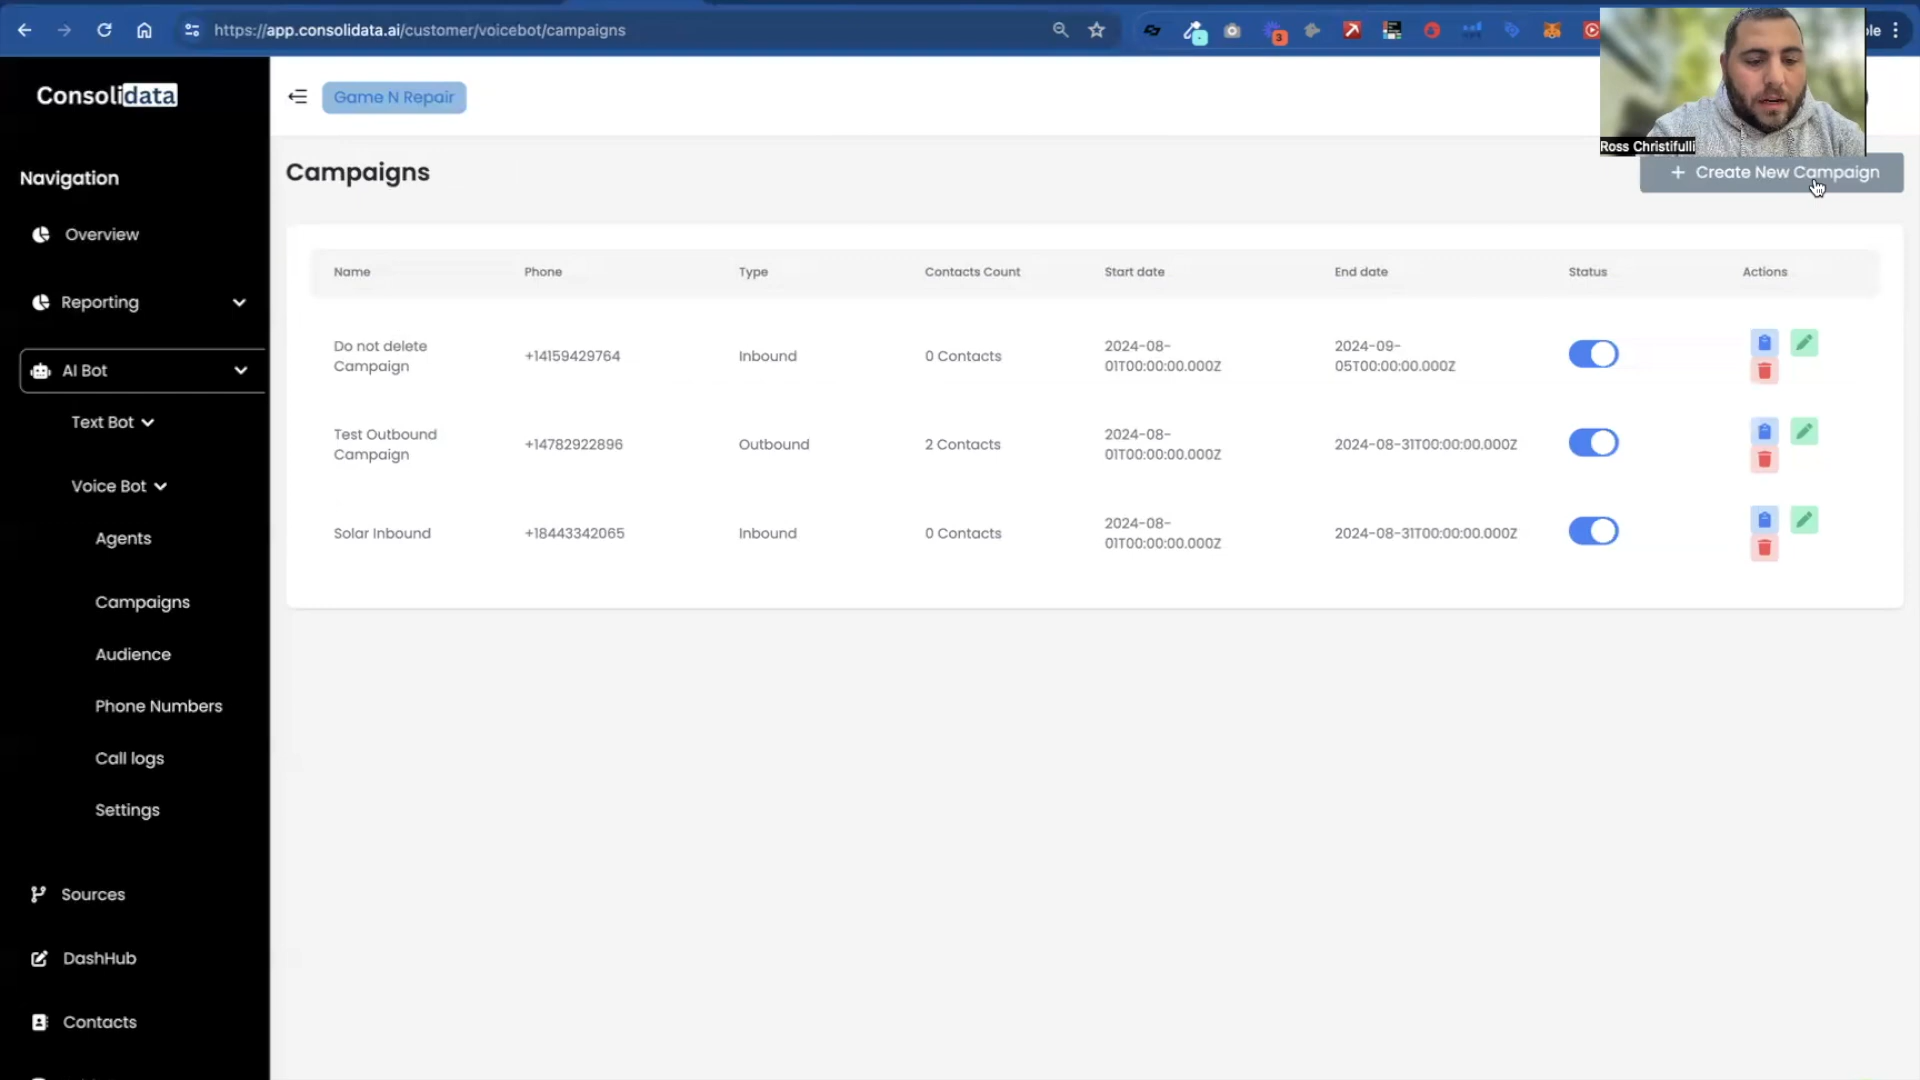 https://app.consolidata.ai/customer/voicebot/campaigns
3
Ross Christifulli
Consolidata
Game N Repair
Navigation
Overview
Reporting
AI Bot
Text Bot
Voice Bot
Agents
Campaigns
Audience
Phone Numbers
Call logs
Settings
Sources
DashHub
Contacts
Campaigns
+ Create New Campaign
Name Phone Type Contacts Count Start date End date Status Actions
Do not delete
Campaign
+14159429764
Inbound
0 Contacts
2024-08-
01T00:00:00.000Z
2024-09-
05T00:00:00.000Z
Test Outbound
Campaign
+14782922896
Outbound
2 Contacts
2024-08-
01T00:00:00.000Z
2024-08-31T00:00:00.000Z
Solar Inbound
+18443342065
Inbound
0 Contacts
2024-08-
01T00:00:00.000Z
2024-08-31T00:00:00.000Z